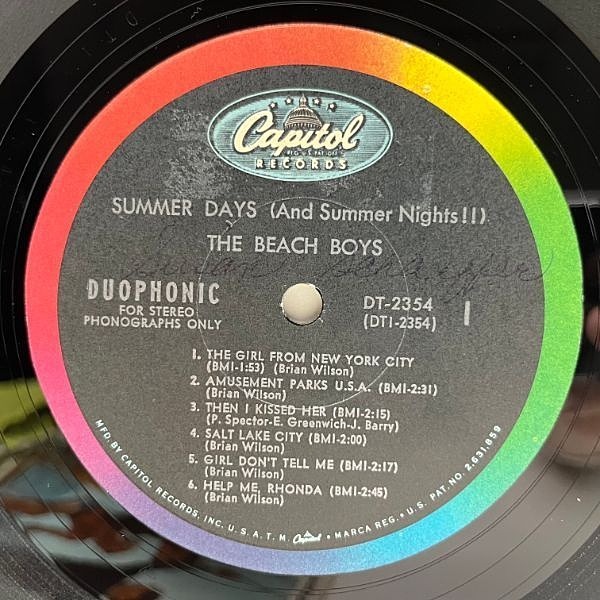 Capitol
REG. U.S. PAT. OFF.
RECORDS
SUMMER DAYS (And Summer Nights!!)
THE BEACH BOYS
DUOPHONIC
FOR STEREO
PHONOGRAPHS ONLY
DT-2354
(DT1-2354)
1
1. THE GIRL FROM NEW YORK CITY
(BMI-1:53) (Brian Wilson)
2. AMUSEMENT PARKS U.S.A. (BMI-2:31)
(Brian Wilson)
3. THEN I KISSED HER (BMI-2:15)
(P. Spector-E. Greenwich-J. Barry)
4. SALT LAKE CITY (BMI-2:00)
(Brian Wilson)
5. GIRL DON'T TELL ME (BMI-2:17)
(Brian Wilson)
6. HELP ME, RHONDA (BMI-2:45)
(Brian Wilson)
MFD. BY CAPITOL RECORDS, INC. U.S.A. T.M. Capitol • MARCA REG. • U.S. PAT. NO. 2,631,859